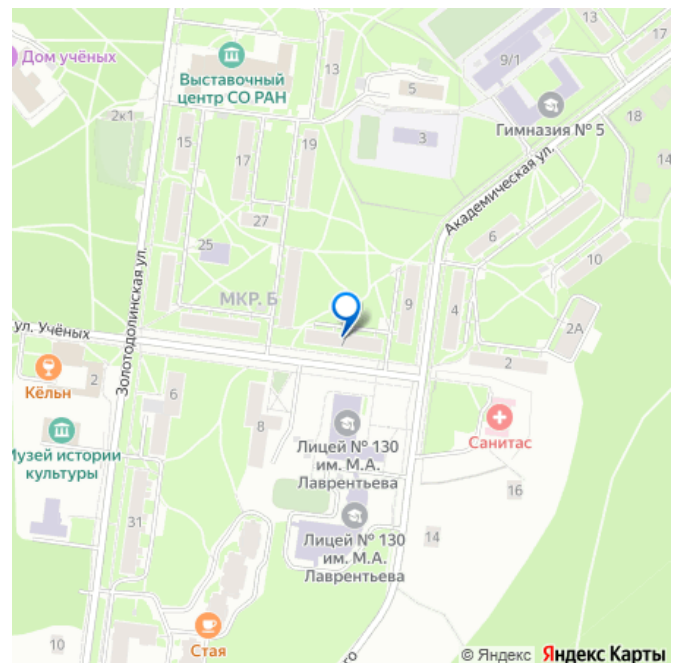 13
17
Дом учёных
9/1
Выставочный
центр СО РАН
13
5
Гимназия № 5
2к1
18
15
17
19
3
14
Академическая ул.
27
25
6
10
Золотодолинская ул.
МКР. Б
9
4
2А
ул. Учёных
2
Кёльн
2
6
8
Лицей № 130
им. М.А.
Лаврентьева
Санитас
Музей истории
культуры
16
31
14
Лицей № 130
им. М.А.
Лаврентьева
10
Стая
го
© Яндекс Яндекс Карты